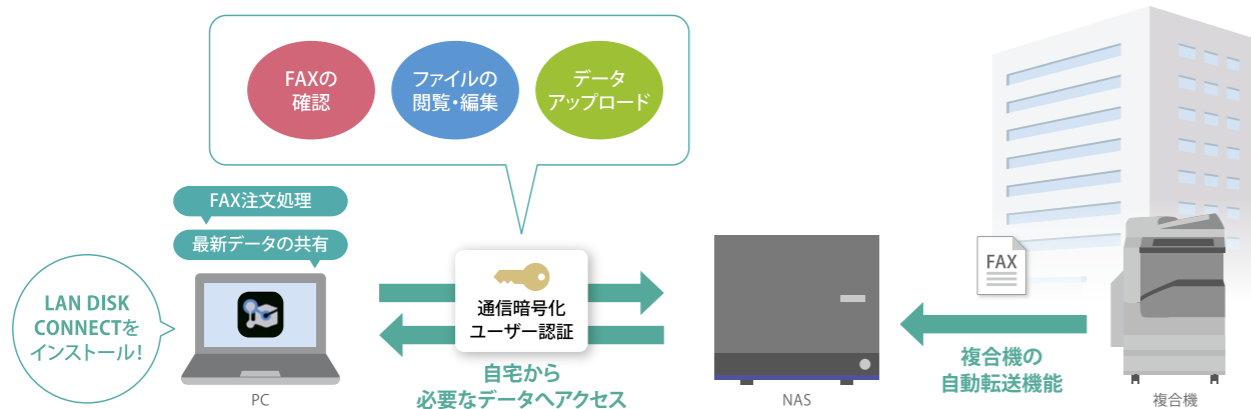 FAXの
確認
ファイルの
閲覧・編集
データ
アップロード
FAX注文処理
最新データの共有
LAN DISK
CONNECTを
インストール!
PC
通信暗号化
ユーザー認証
自宅から
必要なデータへアクセス
NAS
FAX
複合機の
自動転送機能
複合機